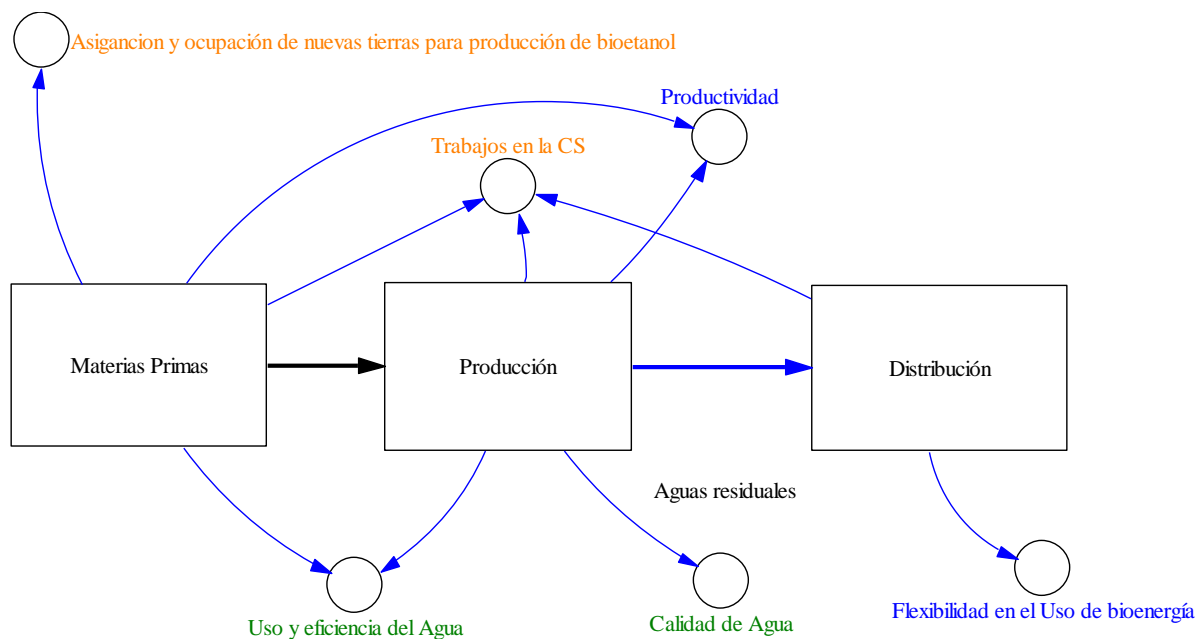 Asigancion y ocupación de nuevas tierras para producción de bioetanol
Productividad
Trabajos en la CS
Materias Primas
Producción
Distribución
Aguas residuales
Uso y eficiencia del Agua
Calidad de Agua
Flexibilidad en el Uso de bioenergía